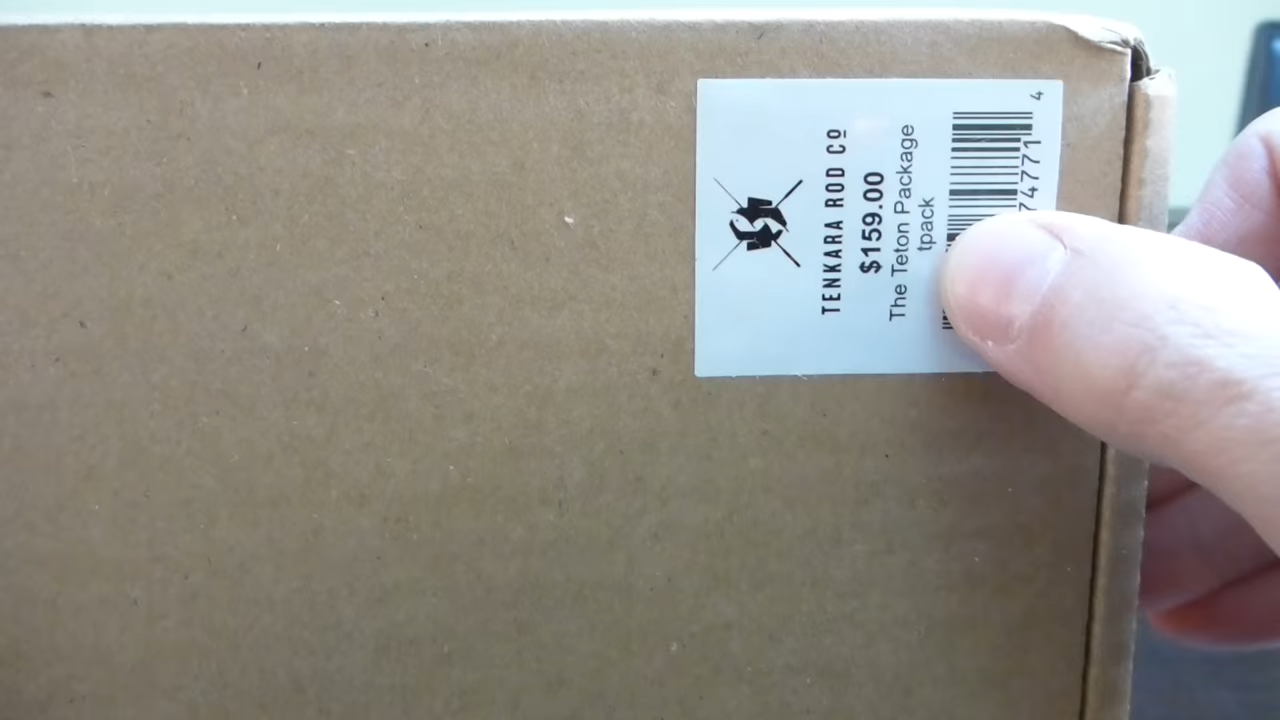 TENKARA ROD Cº
$159.00
The Teton Package
tpack
74771 4